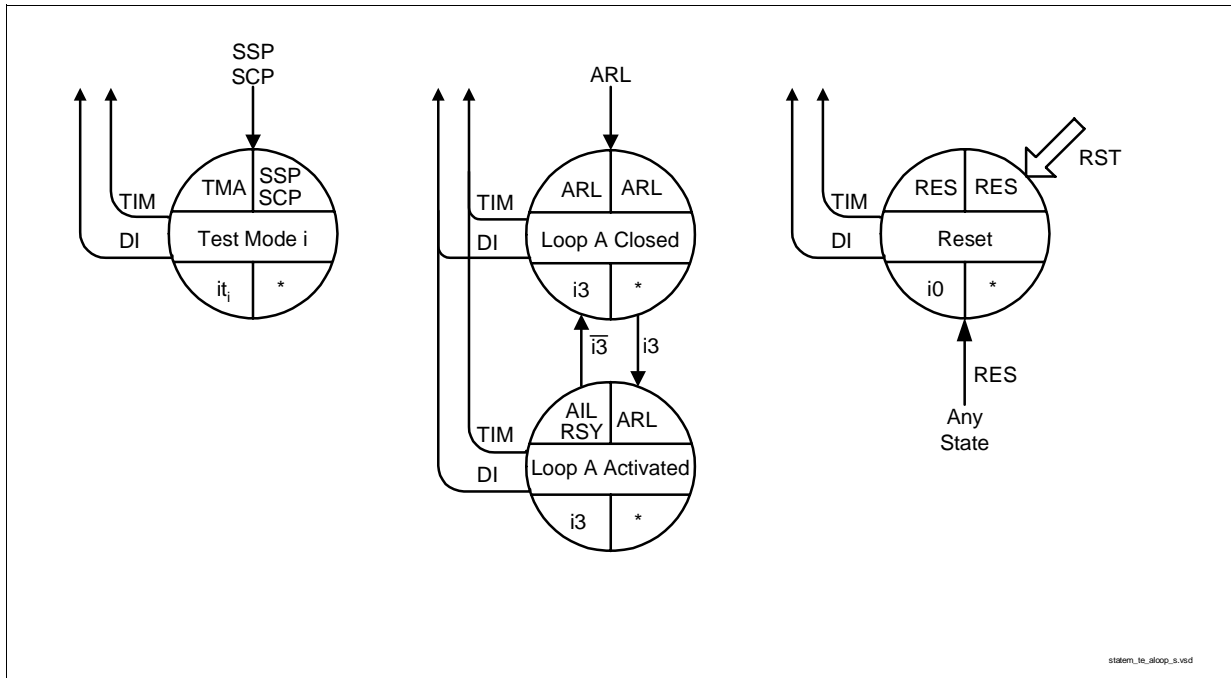 SSP
SCP
TIM
DI
TMA
SSP
SCP
Test Mode i
it_i
*
ARL
TIM
DI
ARL
ARL
Loop A Closed
i3
*
i3̅
i3
TIM
DI
AIL
RSY
ARL
Loop A Activated
i3
*
RST
TIM
DI
RES
RES
Reset
i0
*
RES
Any
State
statem_te_aloop_s.vsd